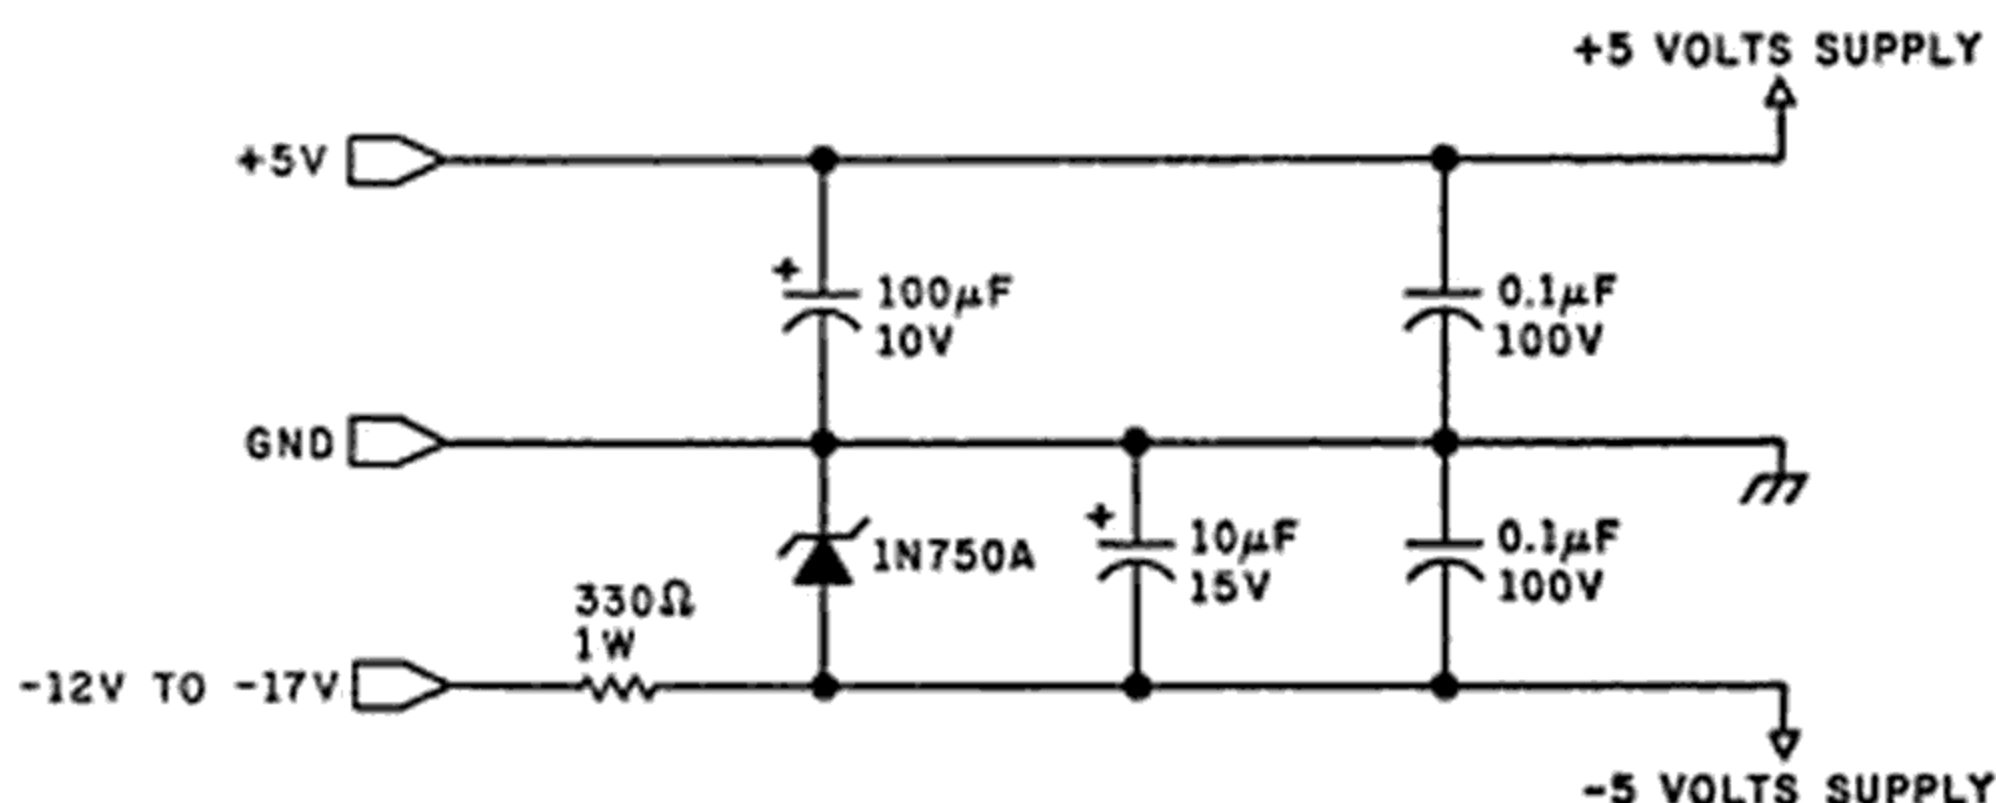 +5 VOLTS SUPPLY
+5V
+
100µF
10V
0.1µF
100V
GND
+
1N750A
10µF
15V
0.1µF
100V
330Ω
1W
-12V TO -17V
-5 VOLTS SUPPLY